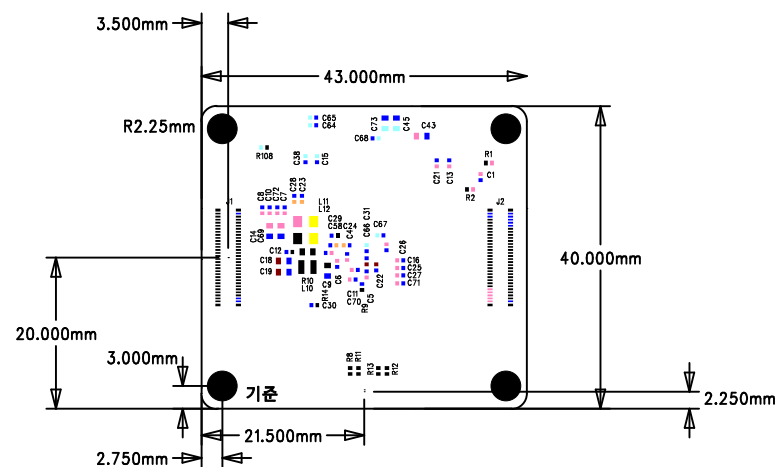 3.500mm
43.000mm
R2.25mm
C65
C64
C73
C45
C43
C68
R108
C38
C15
R1
C21
C13
C1
R2
C28
C23
C8
C10
C72
C7
L11
L12
J1
J2
C29
C58
C24
C31
C67
C14
C69
C4
C66
C12
C26
C18
C16
C19
C25
C27
C71
R10
L10
C9
C6
C22
R14
C30
C11
C70
R9
C5
40.000mm
20.000mm
3.000mm
R8
R11
R13
R12
기준
2.250mm
21.500mm
2.750mm